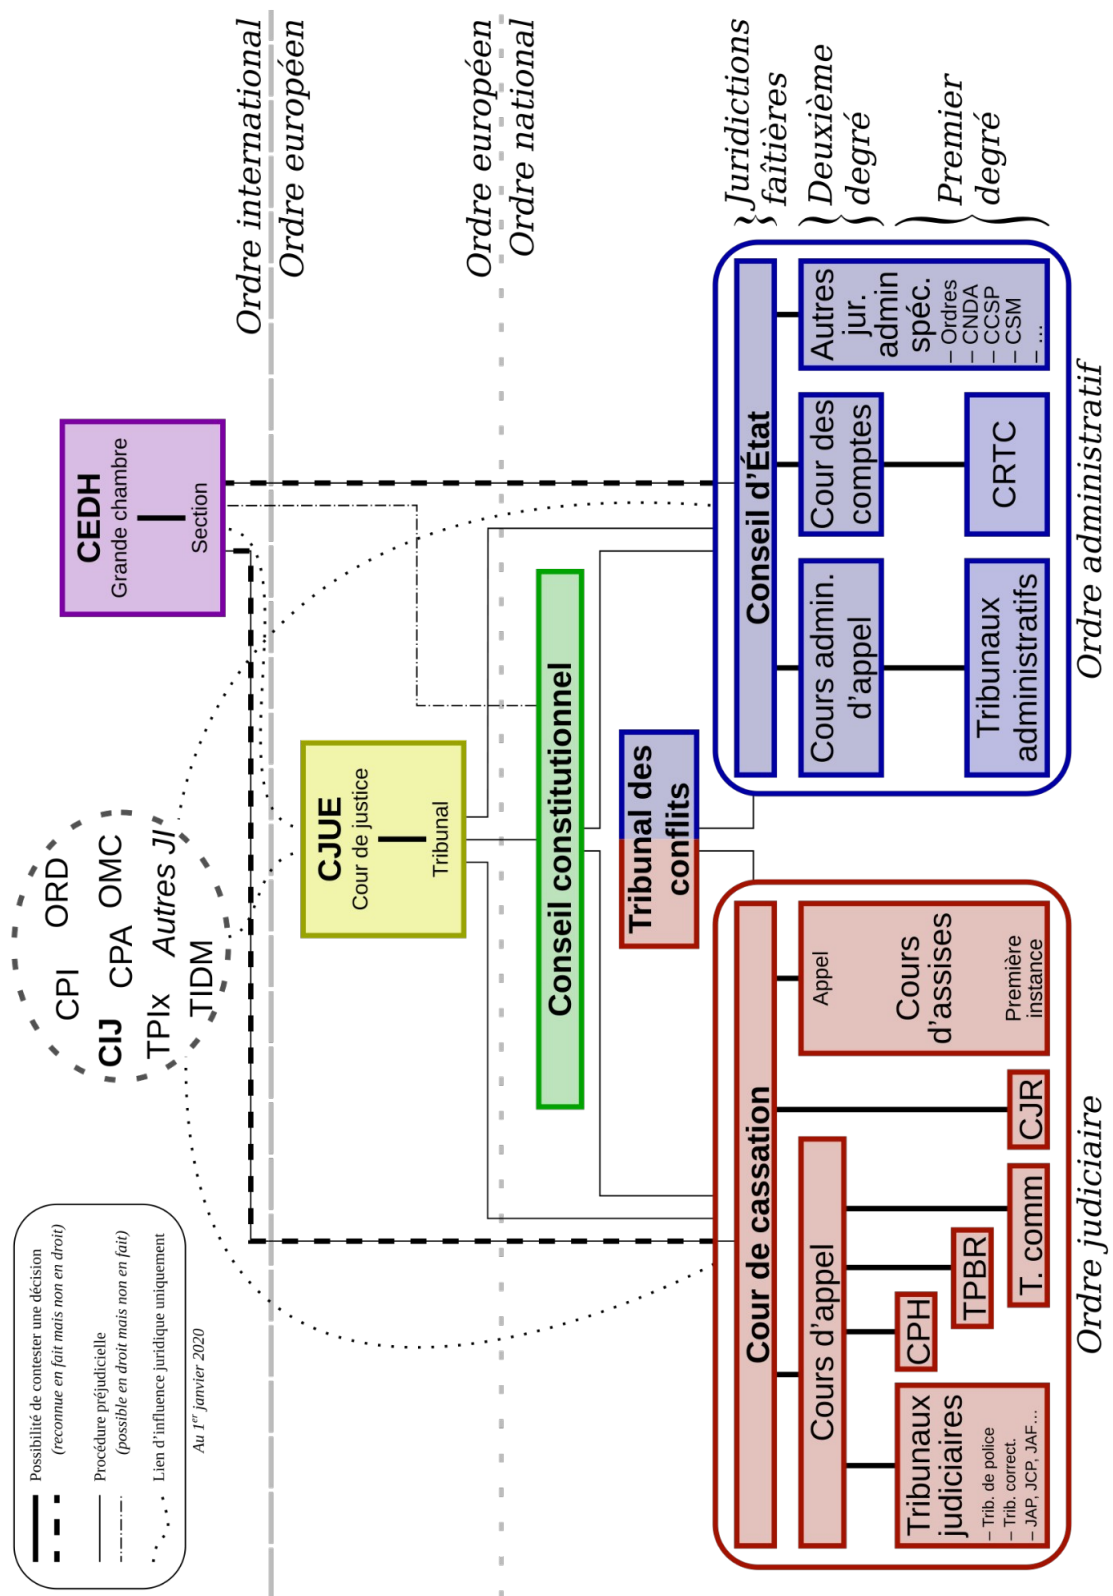 Possibilité de contester une décision
(reconnue en fait mais non en droit)
Procédure préjudicielle
(possible en droit mais non en fait)
Lien d’influence juridique uniquement
Au 1er janvier 2020
CPI
ORD
CIJ
CPA
OMC
TPIx
Autres JI
TIDM
CEDH
Grande chambre
Section
Ordre international
Ordre européen
CJUE
Cour de justice
Tribunal
Ordre européen
Ordre national
Conseil constitutionnel
Tribunal des
conflits
Cour de cassation
Cours d’appel
Tribunaux
judiciaires
– Trib. de police
– Trib. correct.
– JAP, JCP, JAF…
CPH
TPBR
T. comm
CJR
Appel
Cours
d’assises
Première
instance
Ordre judiciaire
Conseil d’État
Cours admin.
d’appel
Tribunaux
administratifs
Cour des
comptes
CRTC
Autres
jur.
admin
spéc.
– Ordres
– CNDA
– CCSP
– CSM
– …
Ordre administratif
Juridictions
faîtières
Deuxième
degré
Premier
degré